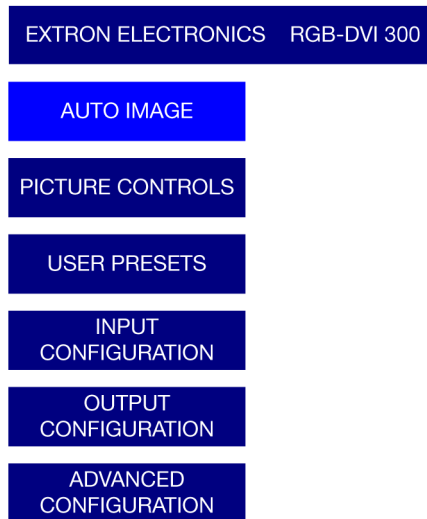 EXTRON ELECTRONICS RGB-DVI 300
AUTO IMAGE
PICTURE CONTROLS
USER PRESETS
INPUT
CONFIGURATION
OUTPUT
CONFIGURATION
ADVANCED
CONFIGURATION